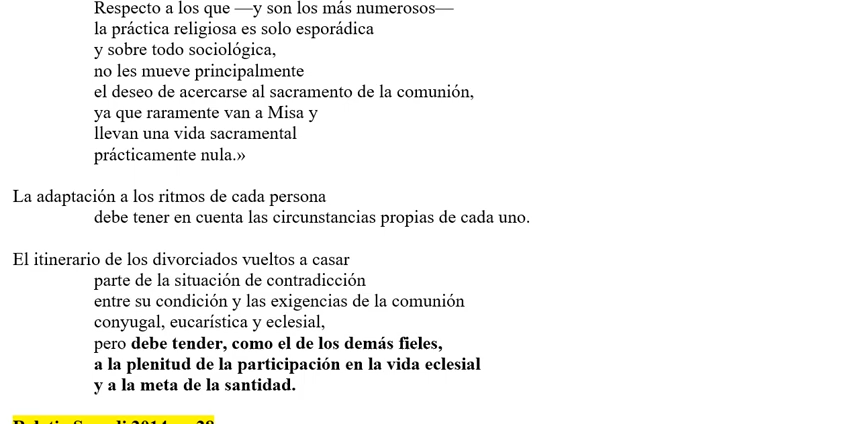 Respecto a los que —y son los más numerosos—
la práctica religiosa es solo esporádica
y sobre todo sociológica,
no les mueve principalmente
el deseo de acercarse al sacramento de la comunión,
ya que raramente van a Misa y
llevan una vida sacramental
prácticamente nula.»
La adaptación a los ritmos de cada persona
debe tener en cuenta las circunstancias propias de cada uno.
El itinerario de los divorciados vueltos a casar
parte de la situación de contradicción
entre su condición y las exigencias de la comunión
conyugal, eucarística y eclesial,
pero debe tender, como el de los demás fieles,
a la plenitud de la participación en la vida eclesial
y a la meta de la santidad.
2014